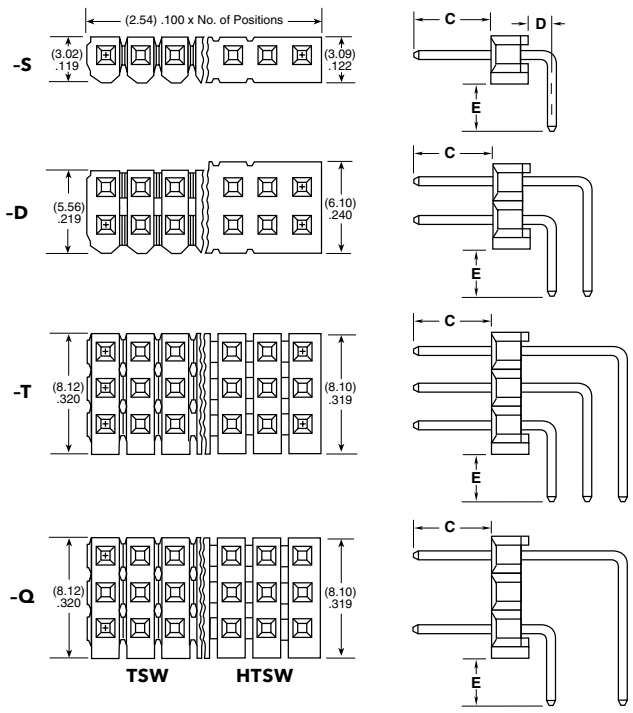 (2.54) .100 x No. of Positions
C
D
-S
(3.02)
.119
(3.09)
.122
E
C
-D
(5.56)
.219
(6.10)
.240
E
C
-T
(8.12)
.320
(8.10)
.319
E
C
-Q
(8.12)
.320
(8.10)
.319
E
TSW
HTSW